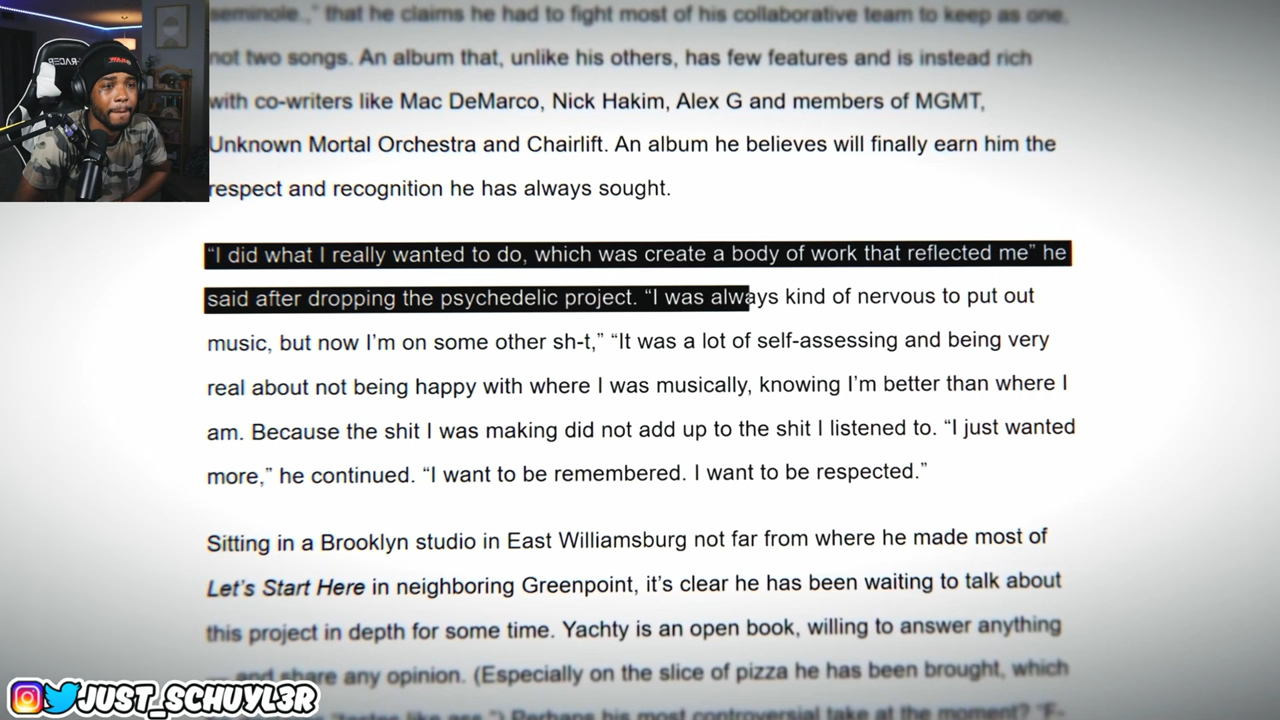 seminole.," that he claims he had to fight most of his collaborative team to keep as one,
not two songs. An album that, unlike his others, has few features and is instead rich
with co-writers like Mac DeMarco, Nick Hakim, Alex G and members of MGMT,
Unknown Mortal Orchestra and Chairlift. An album he believes will finally earn him the
respect and recognition he has always sought.
“I did what I really wanted to do, which was create a body of work that reflected me” he
said after dropping the psychedelic project. “I was always kind of nervous to put out
music, but now I’m on some other sh-t,” “It was a lot of self-assessing and being very
real about not being happy with where I was musically, knowing I’m better than where I
am. Because the shit I was making did not add up to the shit I listened to. “I just wanted
more,” he continued. “I want to be remembered. I want to be respected.”
Sitting in a Brooklyn studio in East Williamsburg not far from where he made most of
Let’s Start Here in neighboring Greenpoint, it’s clear he has been waiting to talk about
this project in depth for some time. Yachty is an open book, willing to answer anything
and share any opinion. (Especially on the slice of pizza he has been brought, which
"tastes like ass.") Perhaps his most controversial take at the moment? “F-
JUST_SCHUYL3R